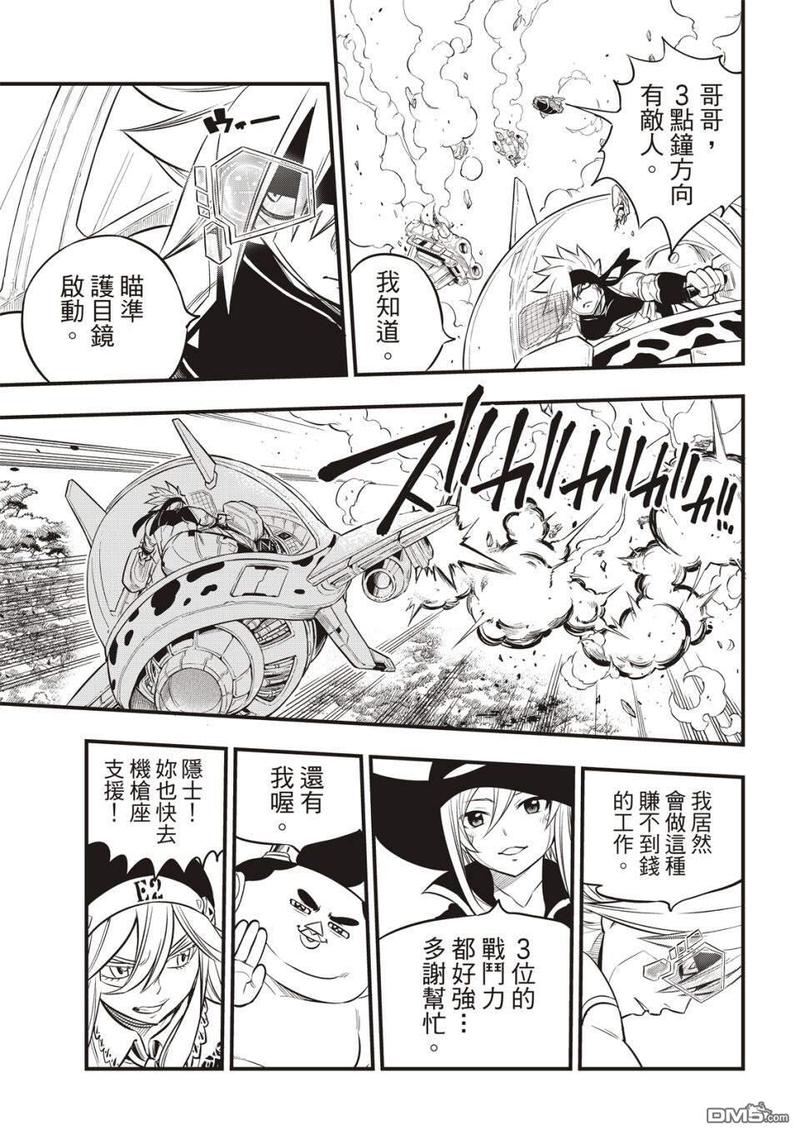 哥哥，
3點鐘方向
有敵人。
我知道。
ウィー
瞄準
護目鏡
啟動。
ズガガガガガ!!!
我居然
會做這種
賺不到錢
的工作。
3位的
戰鬥力
都好強…
多謝幫忙。
還有
我喔。
隱士！
妳也快去
機槍座
支援！
E2
DM5.com